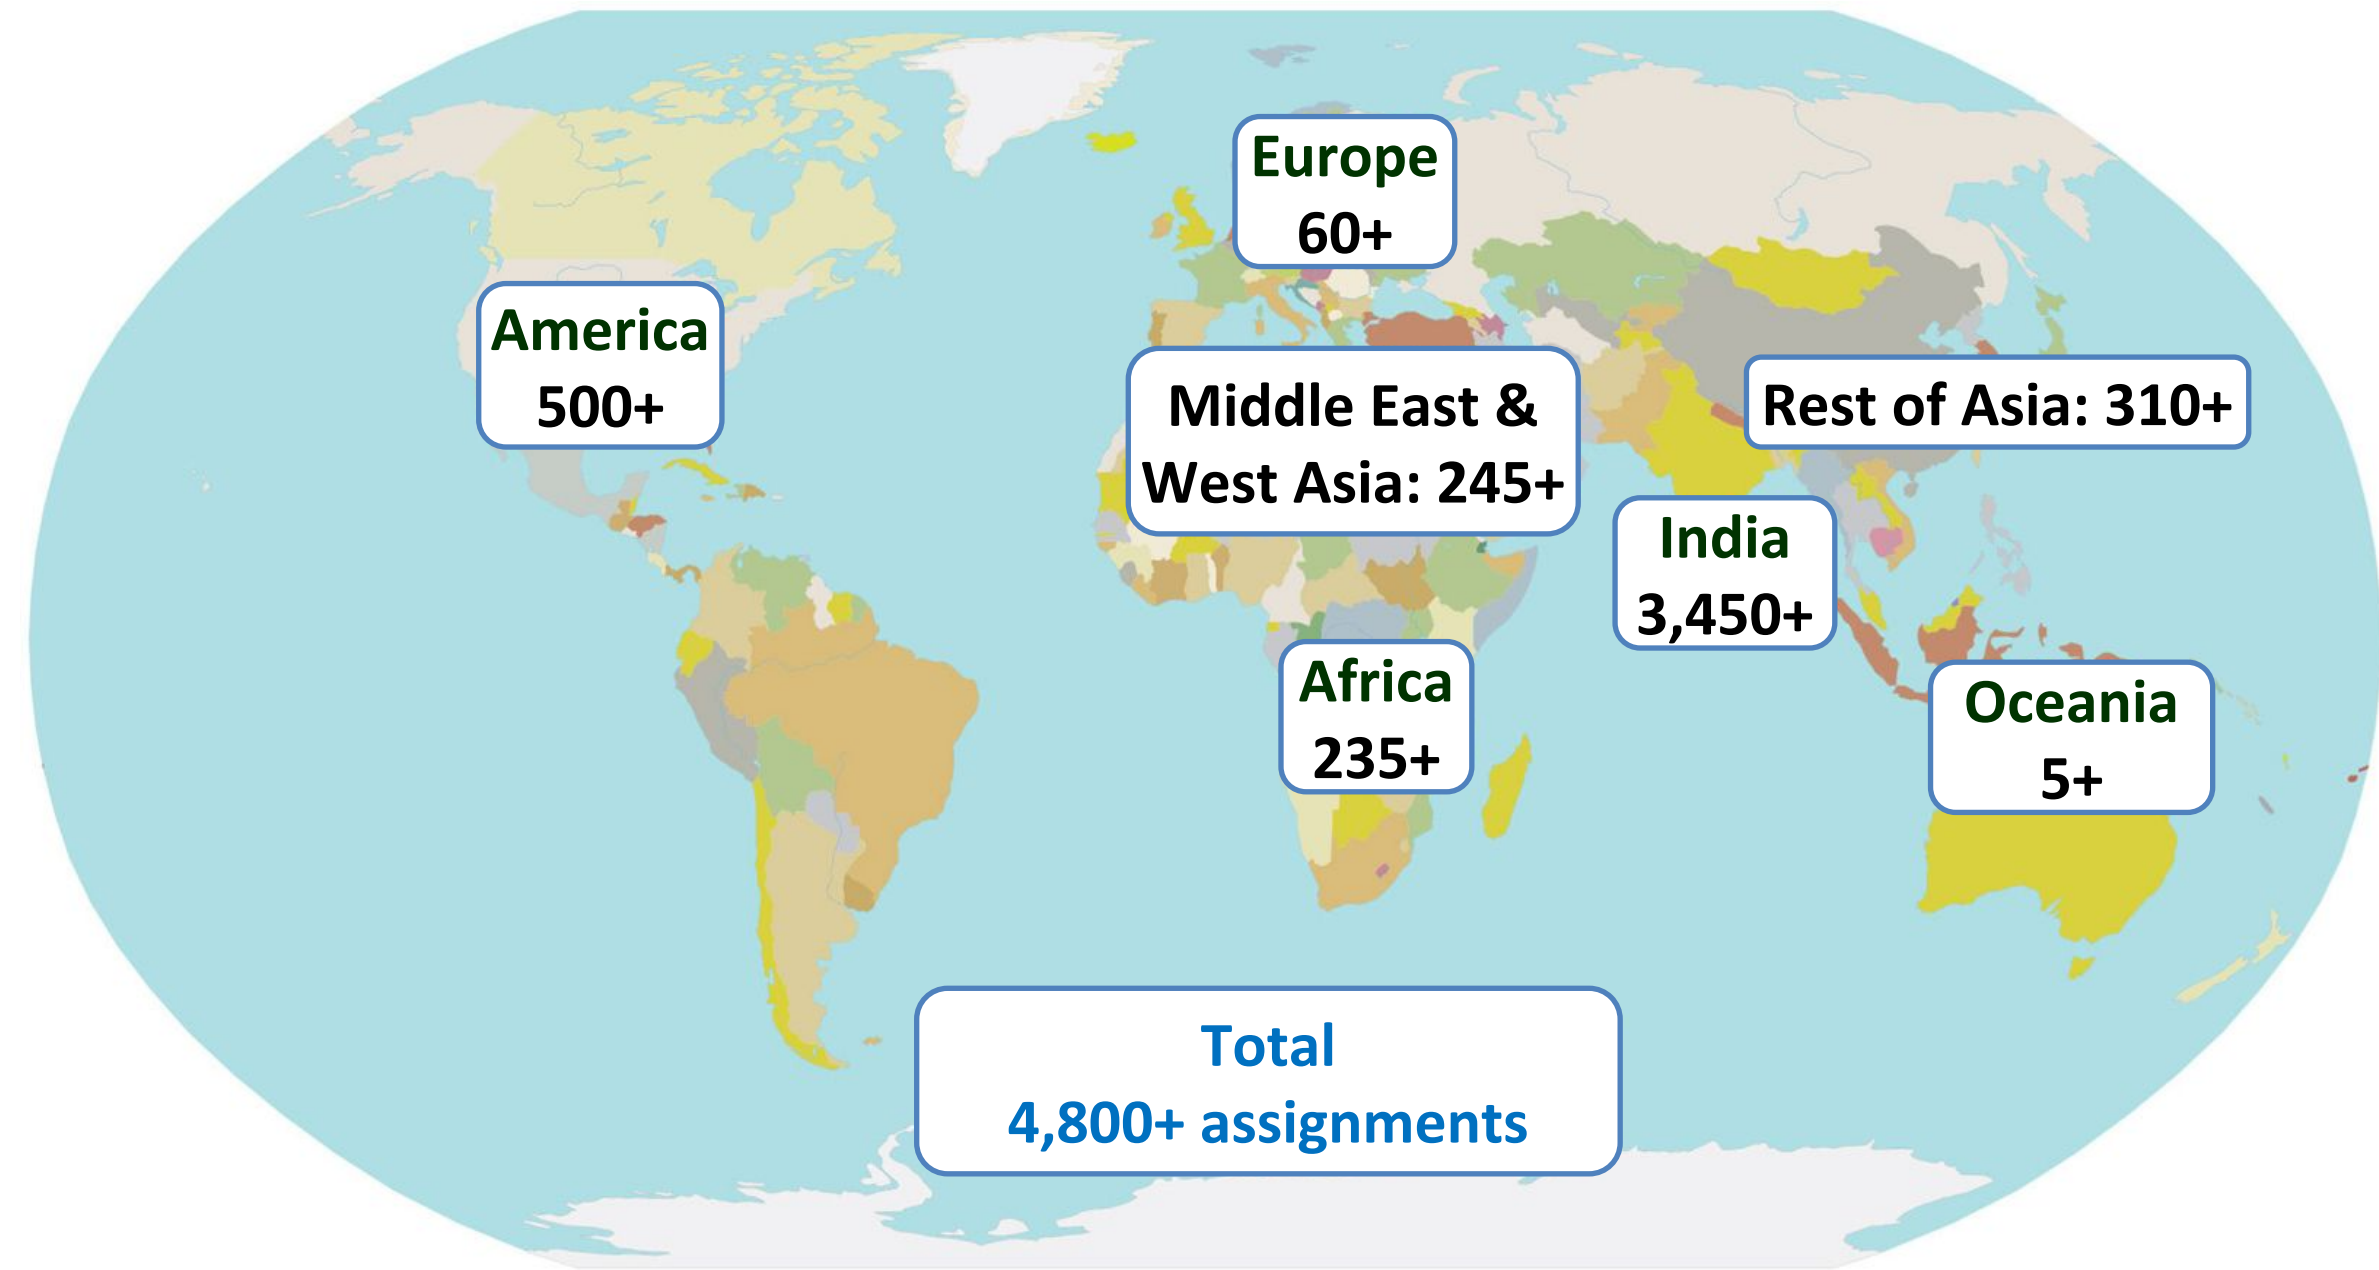 Europe
60+
America
500+
Middle East &
West Asia: 245+
Rest of Asia: 310+
India
3,450+
Africa
235+
Oceania
5+
Total
4,800+ assignments